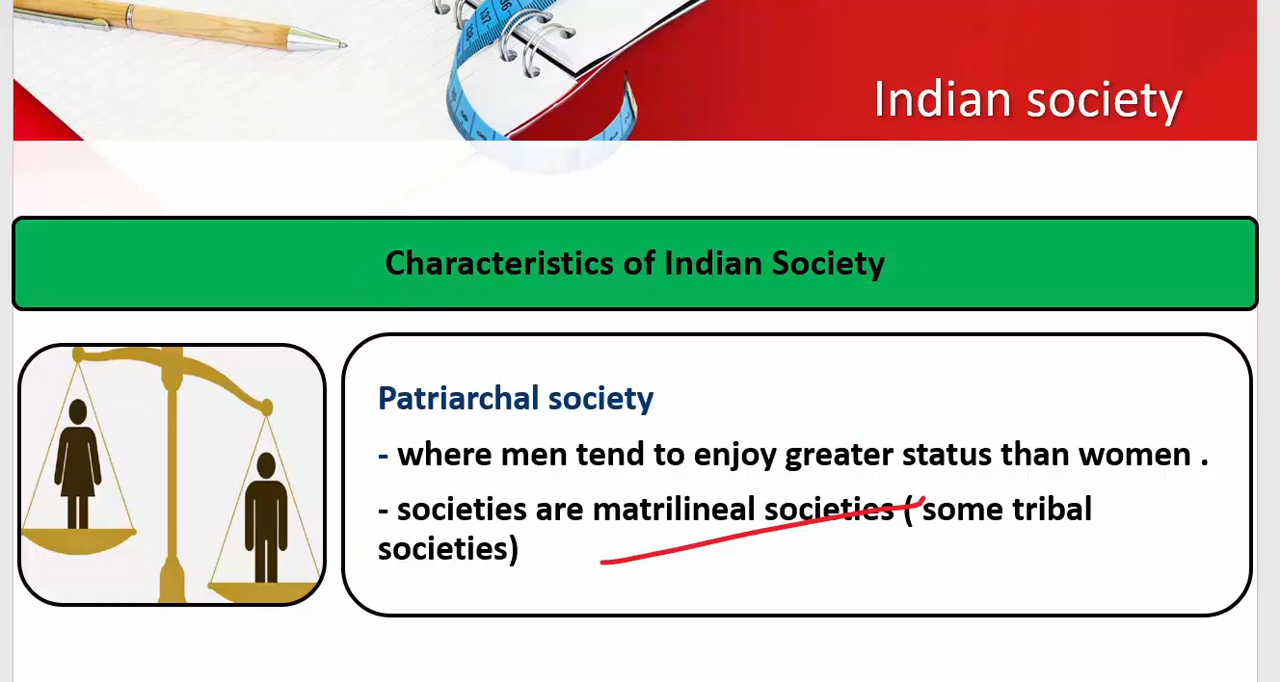 Indian society
Characteristics of Indian Society
Patriarchal society
- where men tend to enjoy greater status than women .
- societies are matrilineal societies ( some tribal
societies)